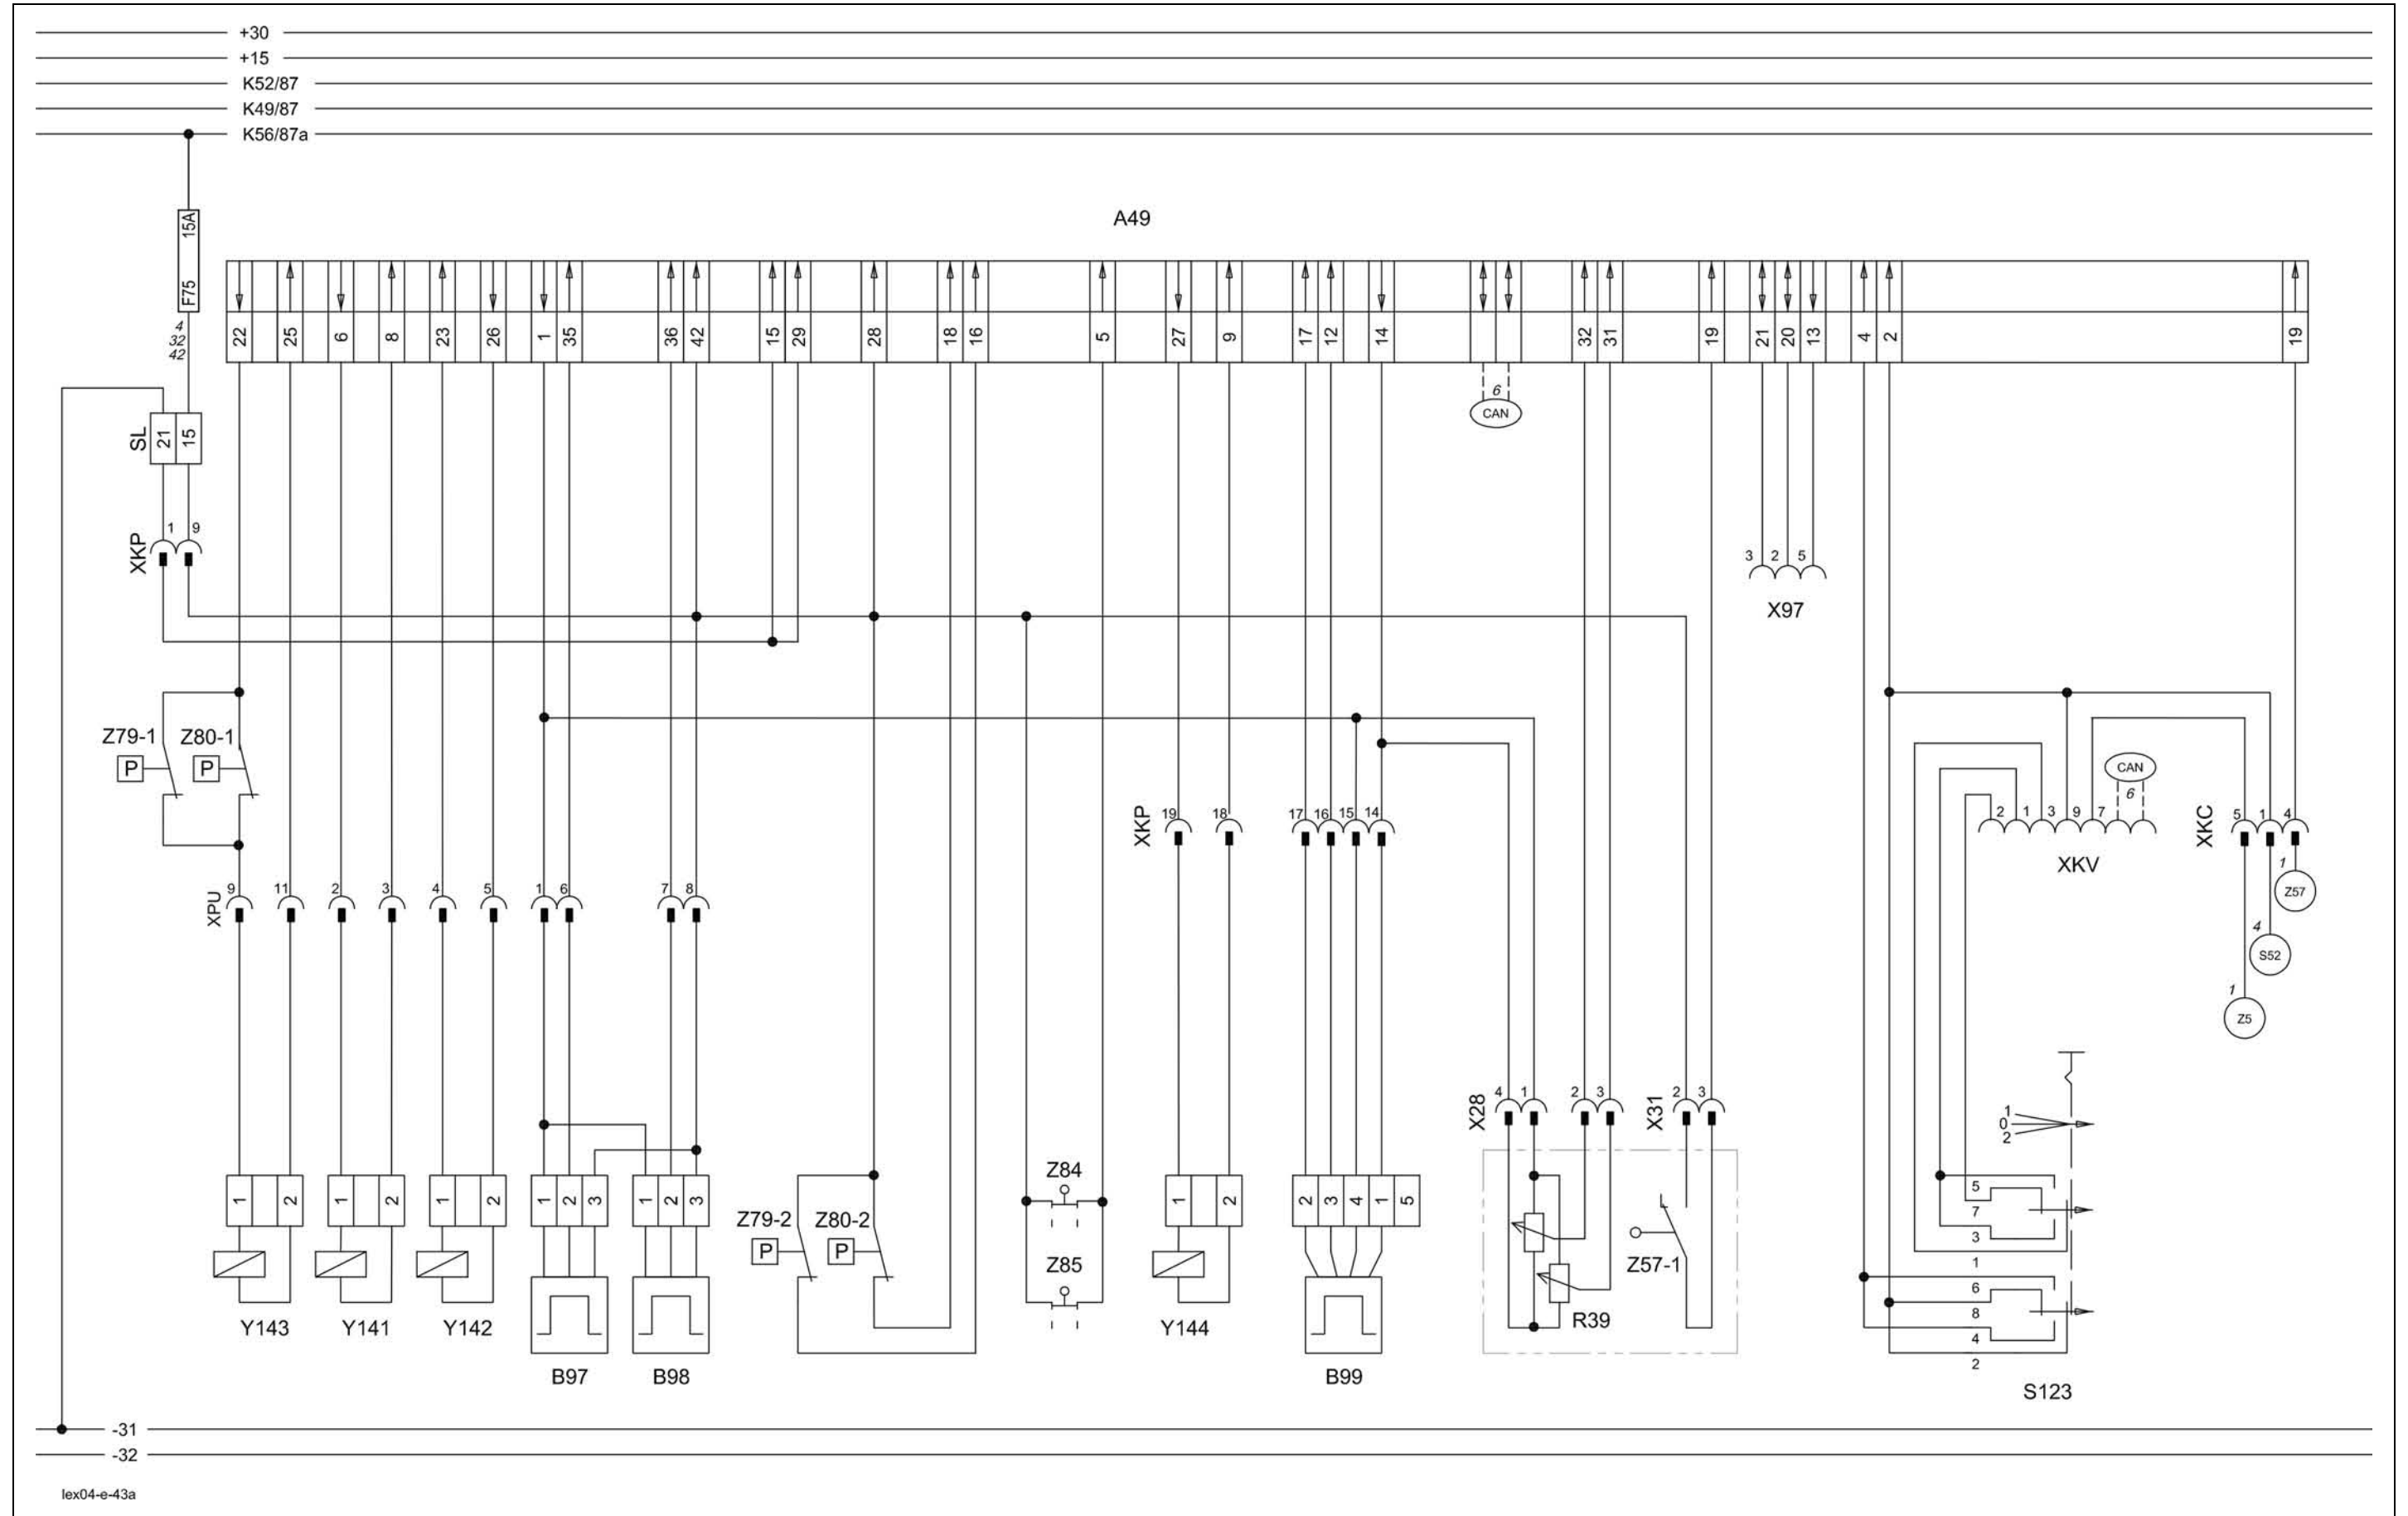 +30
+15
K52/87
K49/87
K56/87a
15A
F75
A49
4
32
42
22 25 6 8 23 26 1 35 36 42 15 29 28 18 16 5 27 9 17 12 14 32 31 19 21 20 13 4 2 19
6
CAN
SL 21 15
XKP 1 9
3 2 5
X97
Z79-1 Z80-1
P P
CAN
6
XKP 19 18 17 16 15 14
2 1 3 9 7
XKV
XKC 5 1 4
1
Z57
XPU 9 11 2 3 4 5 1 6 7 8
4
S52
1
Z5
X28 4 1 2 3
X31 2 3
1
0
2
1 2 1 2 1 2 1 2 3 1 2 3
Z84
1 2 2 3 4 1 5
Z79-2 Z80-2
P P
Z85
Z57-1
R39
5
7
3
1
6
8
4
2
Y143 Y141 Y142 B97 B98 Y144 B99 S123
-31
-32
lex04-e-43a